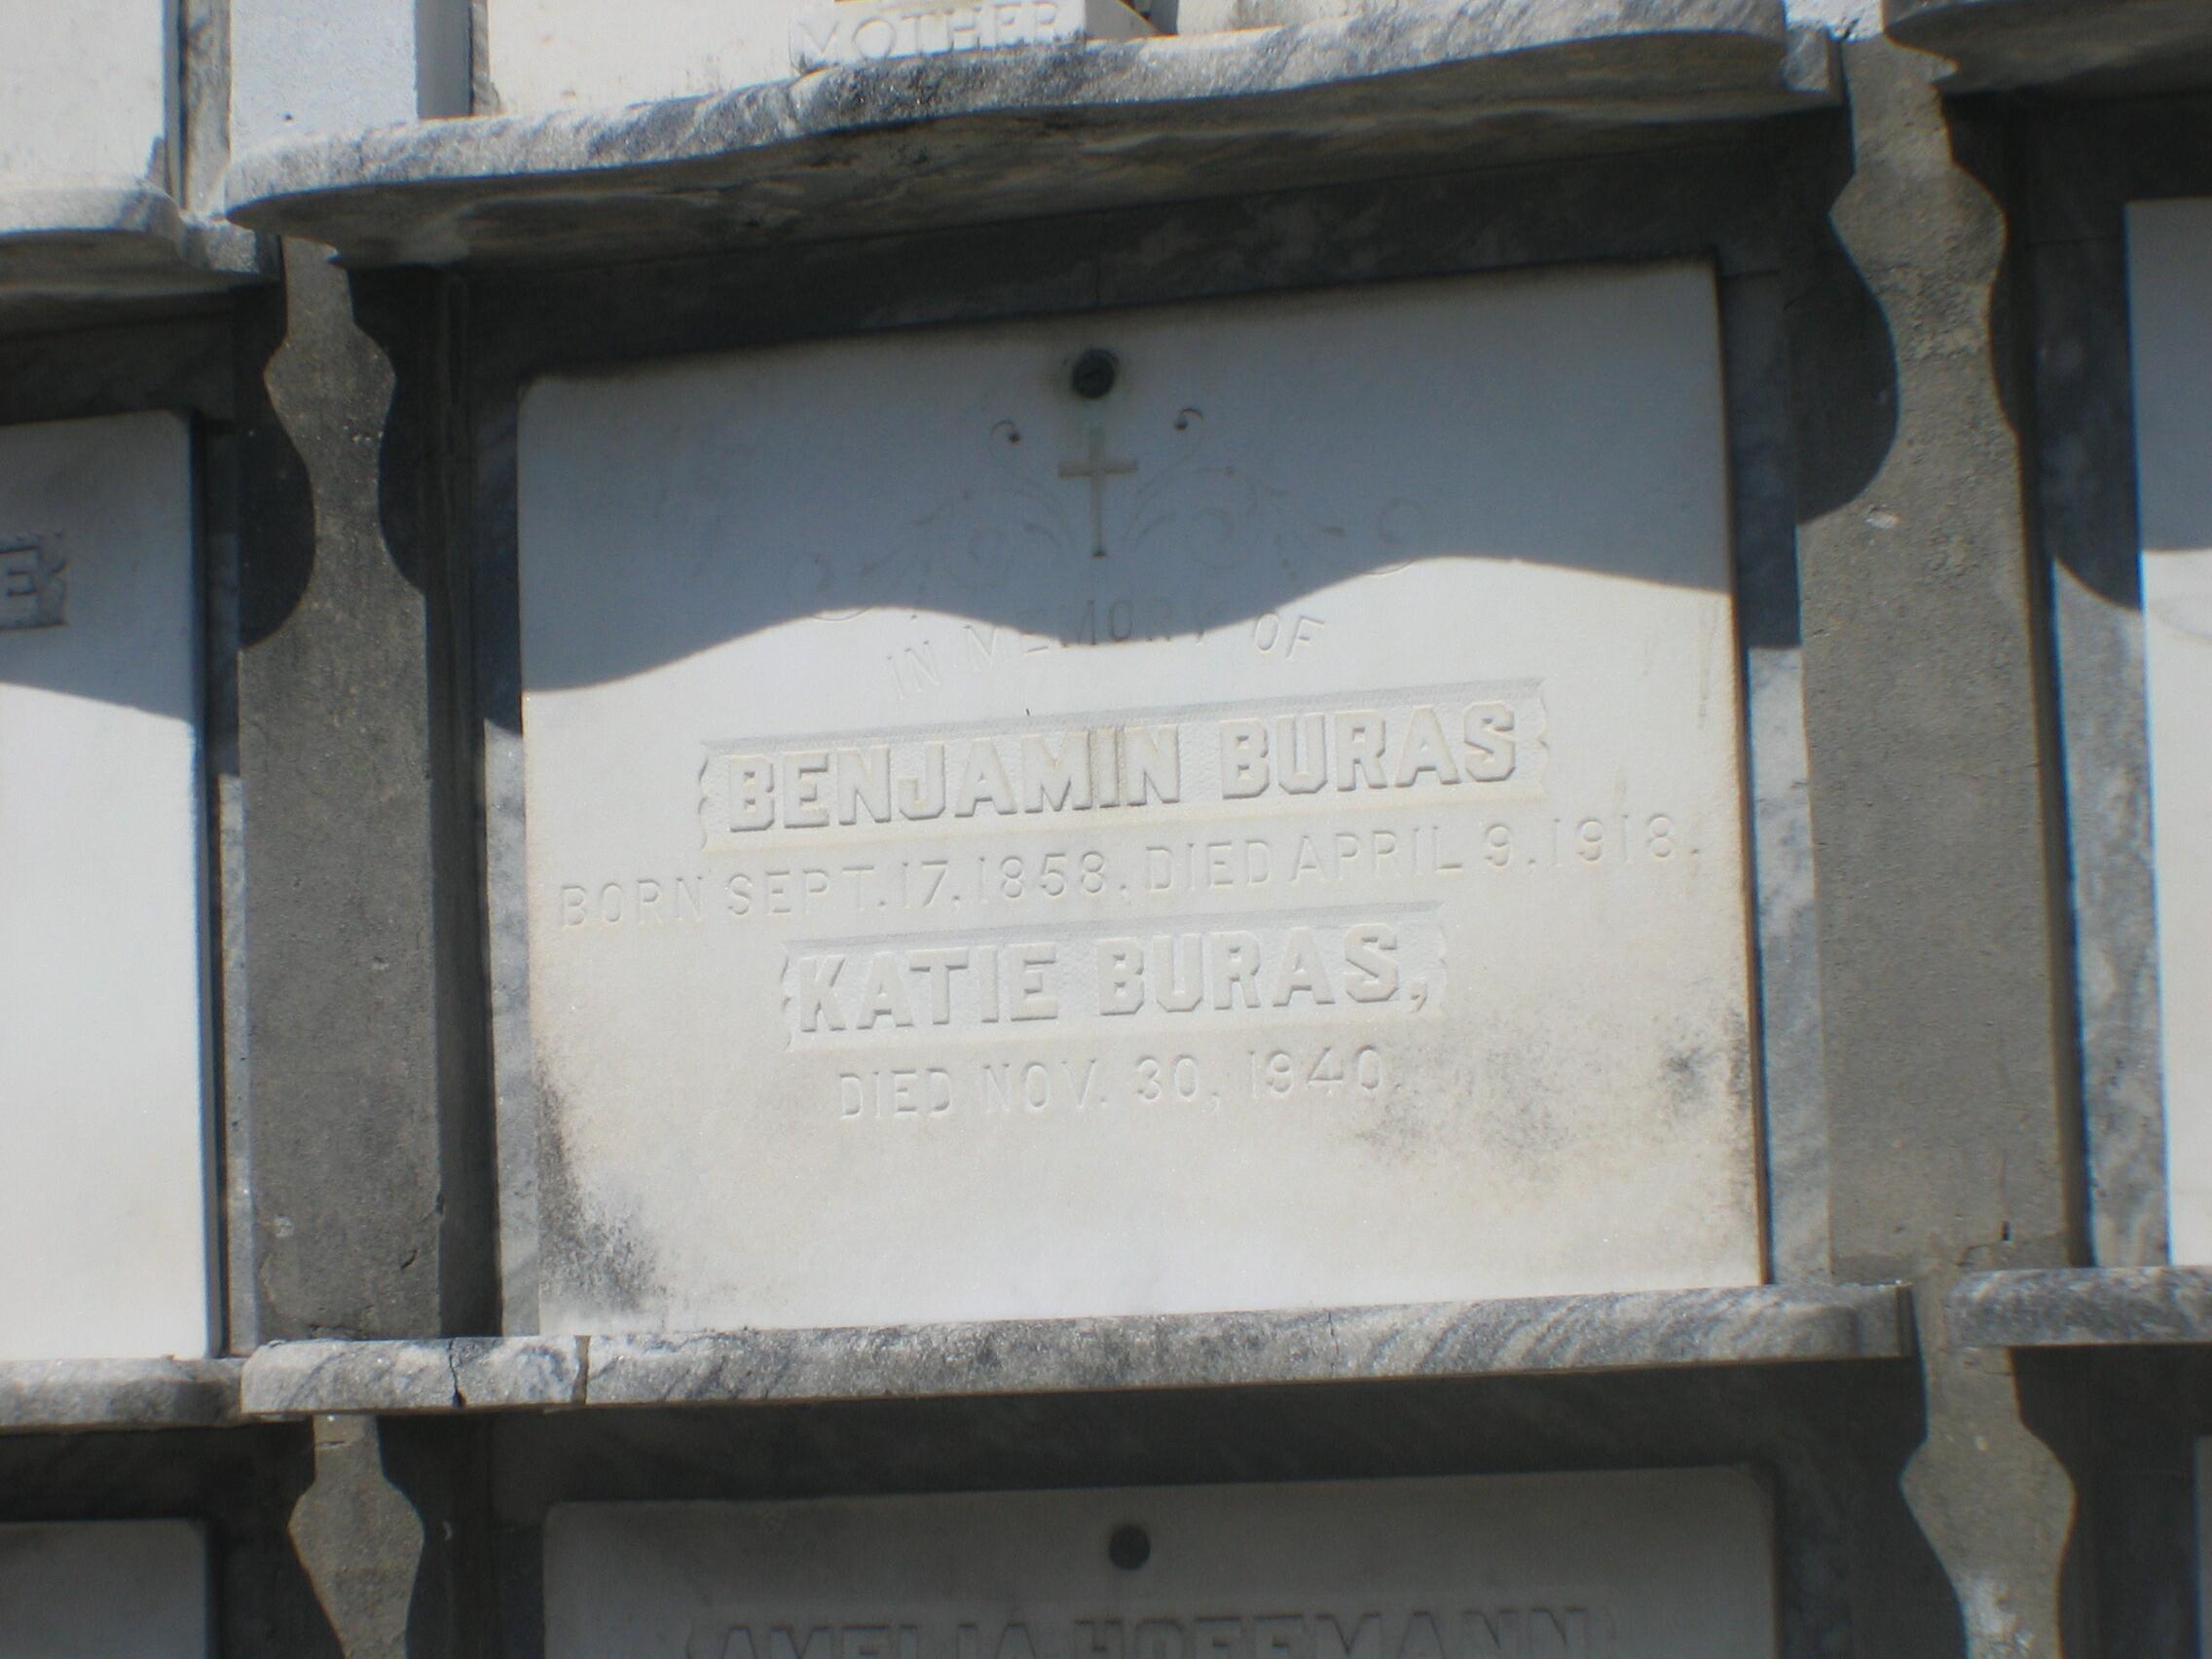 MOTHER
E
IN MEMORY OF
BENJAMIN BURAS
BORN SEPT. 17, 1858, DIED APRIL 9, 1918.
KATIE BURAS,
DIED NOV. 30, 1940.
AMELIA HOFFMANN